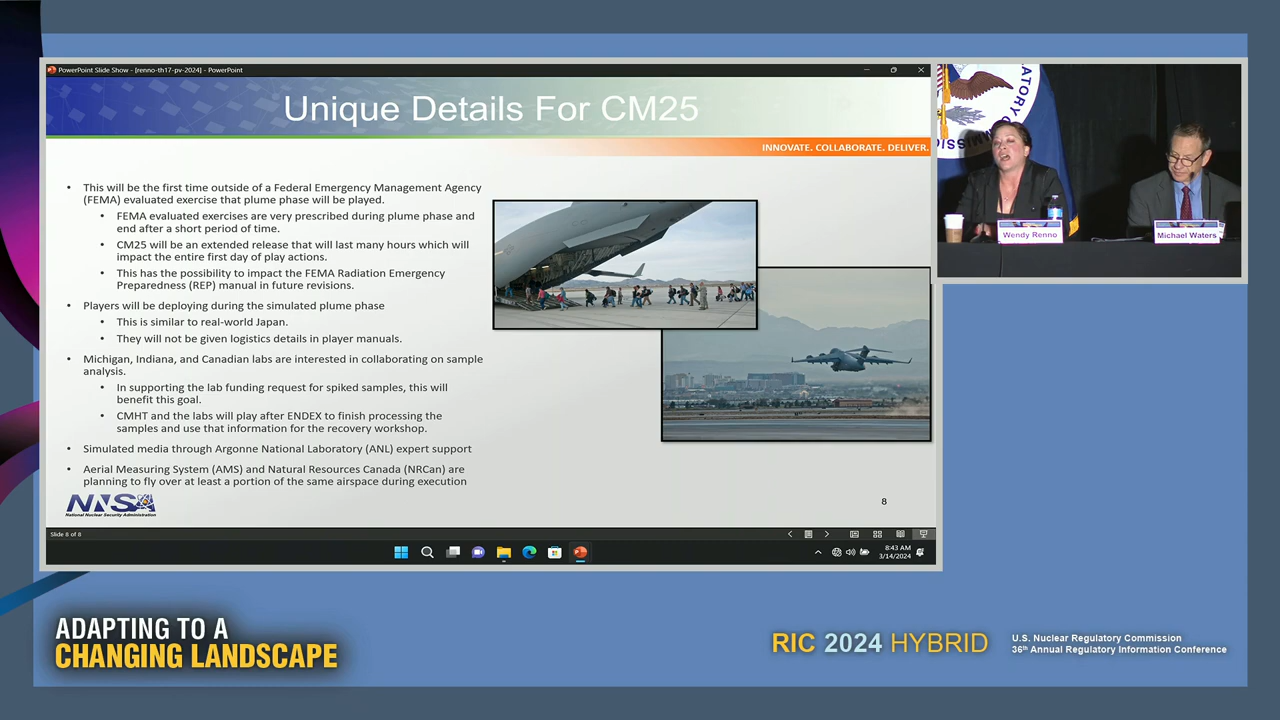 PowerPoint Slide Show - [renno-th17-pv-2024] - PowerPoint
Unique Details For CM25
INNOVATE. COLLABORATE. DELIVER.
• This will be the first time outside of a Federal Emergency Management Agency
(FEMA) evaluated exercise that plume phase will be played.
• FEMA evaluated exercises are very prescribed during plume phase and
end after a short period of time.
• CM25 will be an extended release that will last many hours which will
impact the entire first day of play actions.
• This has the possibility to impact the FEMA Radiation Emergency
Preparedness (REP) manual in future revisions.
• Players will be deploying during the simulated plume phase
• This is similar to real-world Japan.
• They will not be given logistics details in player manuals.
• Michigan, Indiana, and Canadian labs are interested in collaborating on sample
analysis.
• In supporting the lab funding request for spiked samples, this will
benefit this goal.
• CMHT and the labs will play after ENDEX to finish processing the
samples and use that information for the recovery workshop.
• Simulated media through Argonne National Laboratory (ANL) expert support
• Aerial Measuring System (AMS) and Natural Resources Canada (NRCan) are
planning to fly over at least a portion of the same airspace during execution
NNSA
National Nuclear Security Administration
8
Slide 8 of 8
8:43 AM
3/14/2024
Wendy Renno
Michael Waters
ADAPTING TO A
CHANGING LANDSCAPE
RIC 2024 HYBRID
U.S. Nuclear Regulatory Commission
36th Annual Regulatory Information Conference